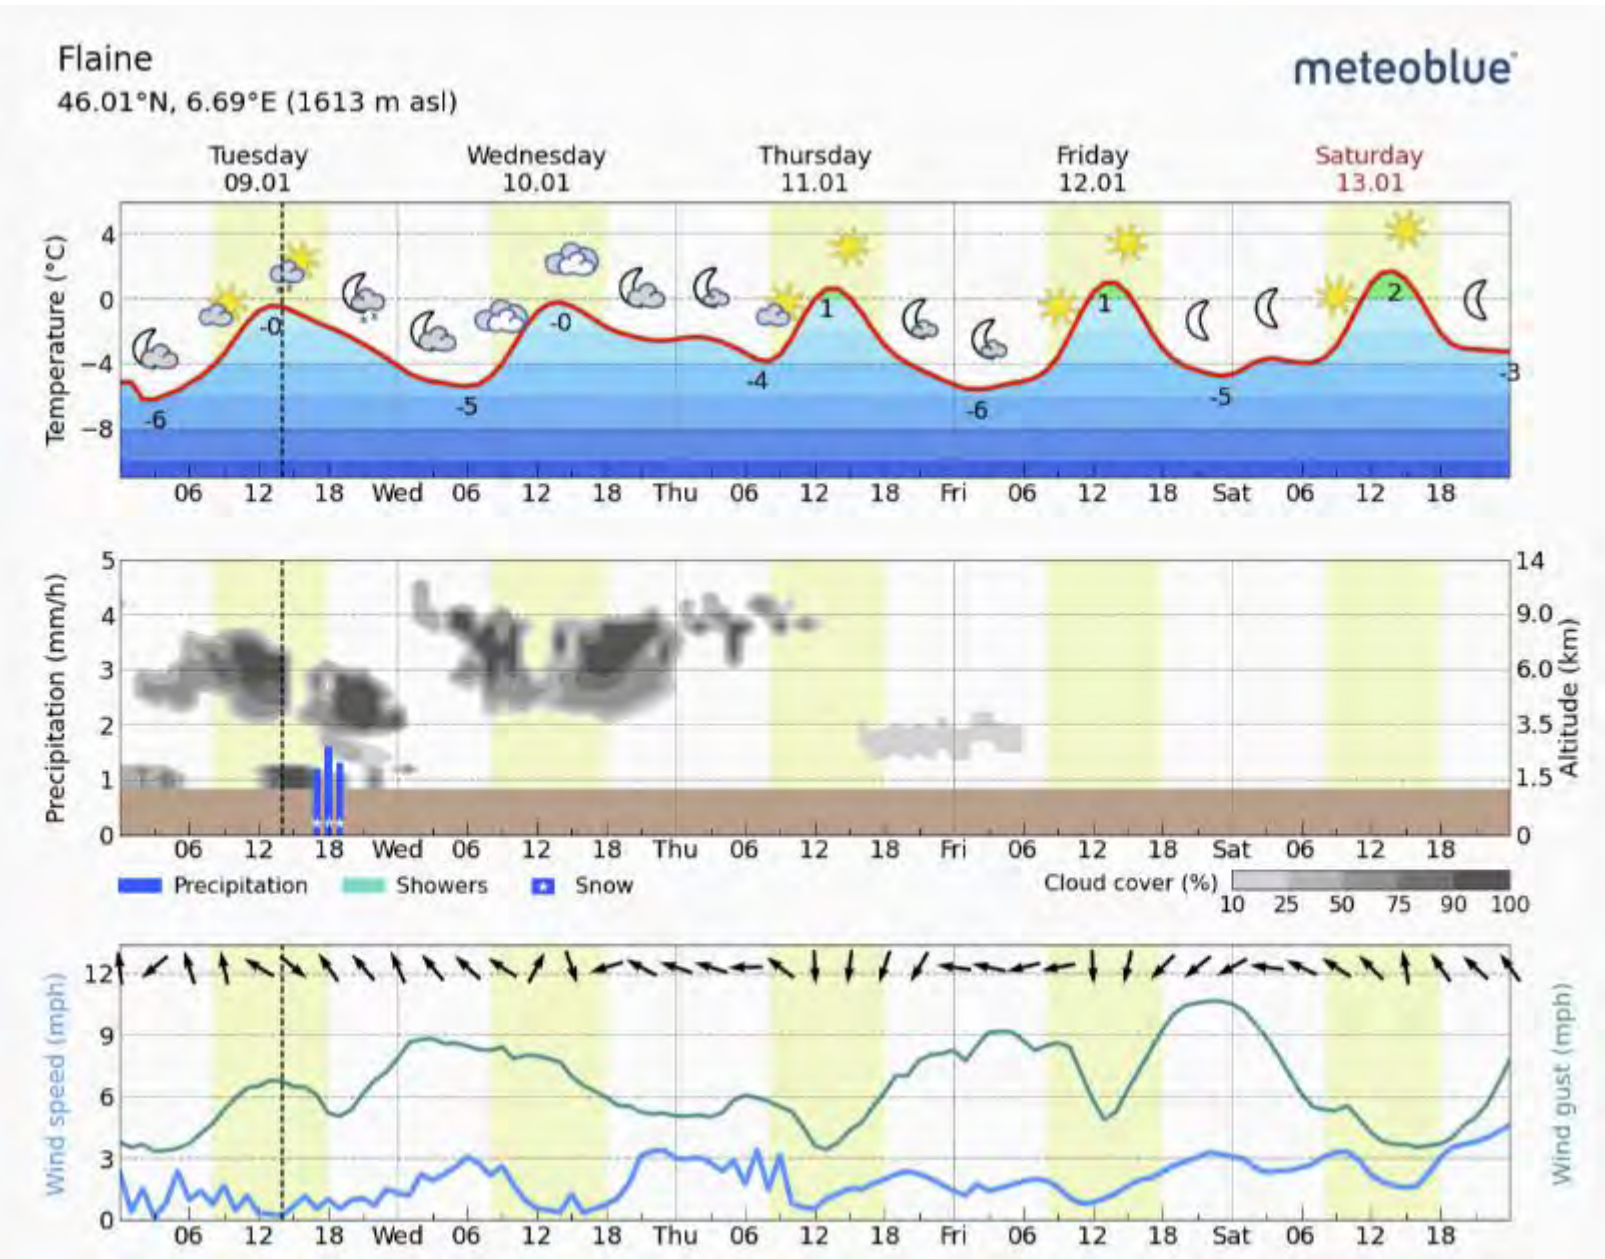 Flaine
meteoblue
46.01°N, 6.69°E (1613 m asl)
Tuesday Wednesday Thursday Friday Saturday
09.01 10.01 11.01 12.01 13.01
Temperature (°C)
4
0
−4
−8
-0 -0 1 1 2
-6 -5 -4 -6 -5 -3
06 12 18 Wed 06 12 18 Thu 06 12 18 Fri 06 12 18 Sat 06 12 18
Precipitation (mm/h)
5 14
4 9.0
3 6.0
2 3.5
1 1.5
0 0
Altitude (km)
06 12 18 Wed 06 12 18 Thu 06 12 18 Fri 06 12 18 Sat 06 12 18
Precipitation Showers Snow Cloud cover (%)
10 25 50 75 90 100
Wind speed (mph)
12
9
6
3
0
Wind gust (mph)
06 12 18 Wed 06 12 18 Thu 06 12 18 Fri 06 12 18 Sat 06 12 18